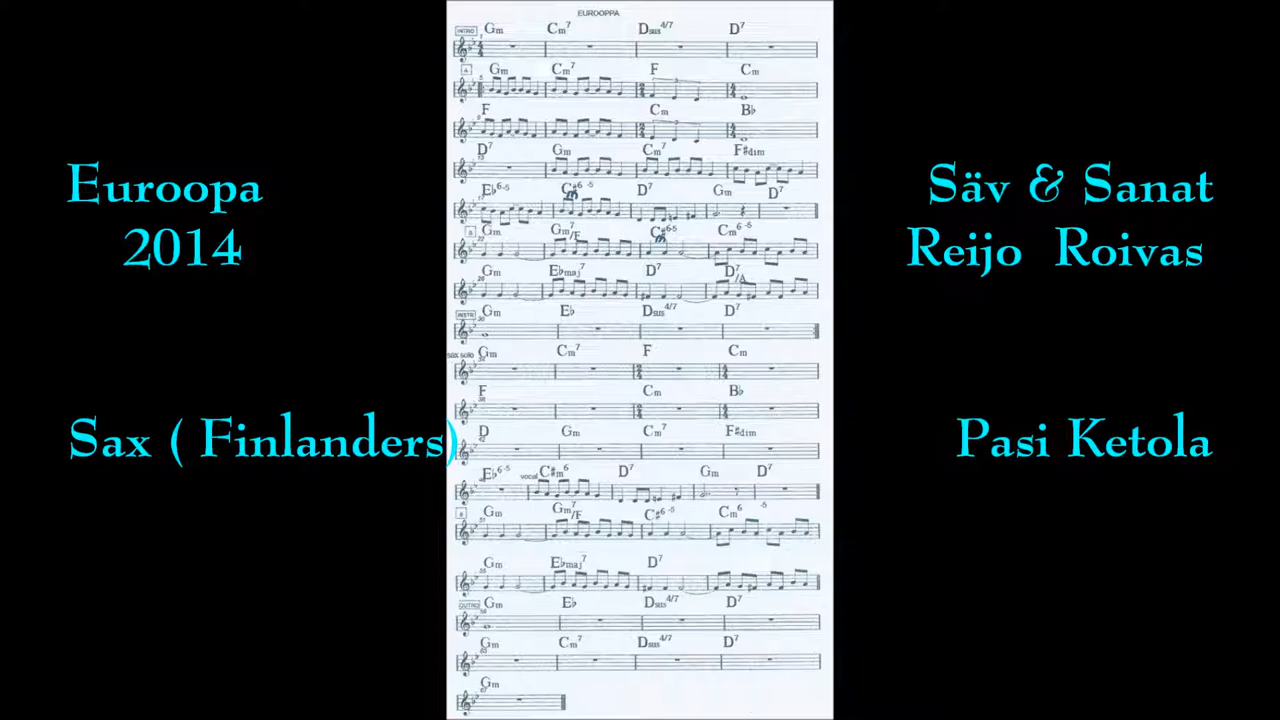 EUROOPPA
INTRO Gm Cm7 Dsus4/7 D7
A Gm Cm7 F Cm
F Cm B♭
D7 Gm Cm7 F#dim
E♭6-5 C#m6-5 D7 Gm D7
B Gm Gm7/F C#m6-5 Cm6-5
Gm E♭maj7 D7 D7/A
INSTR. Gm E♭ Dsus4/7 D7
sax solo Gm Cm7 F Cm
F Cm B♭
D Gm Cm7 F#dim
E♭6-5 vocal C#m6 D7 Gm D7
B Gm Gm7/F C#6-5 Cm6-5
Gm E♭maj7 D7
OUTRO Gm E♭ Dsus4/7 D7
Gm Cm7 Dsus4/7 D7
Gm
Euroopa
2014
Sax ( Finlanders)
Säv & Sanat
Reijo Roivas
Pasi Ketola